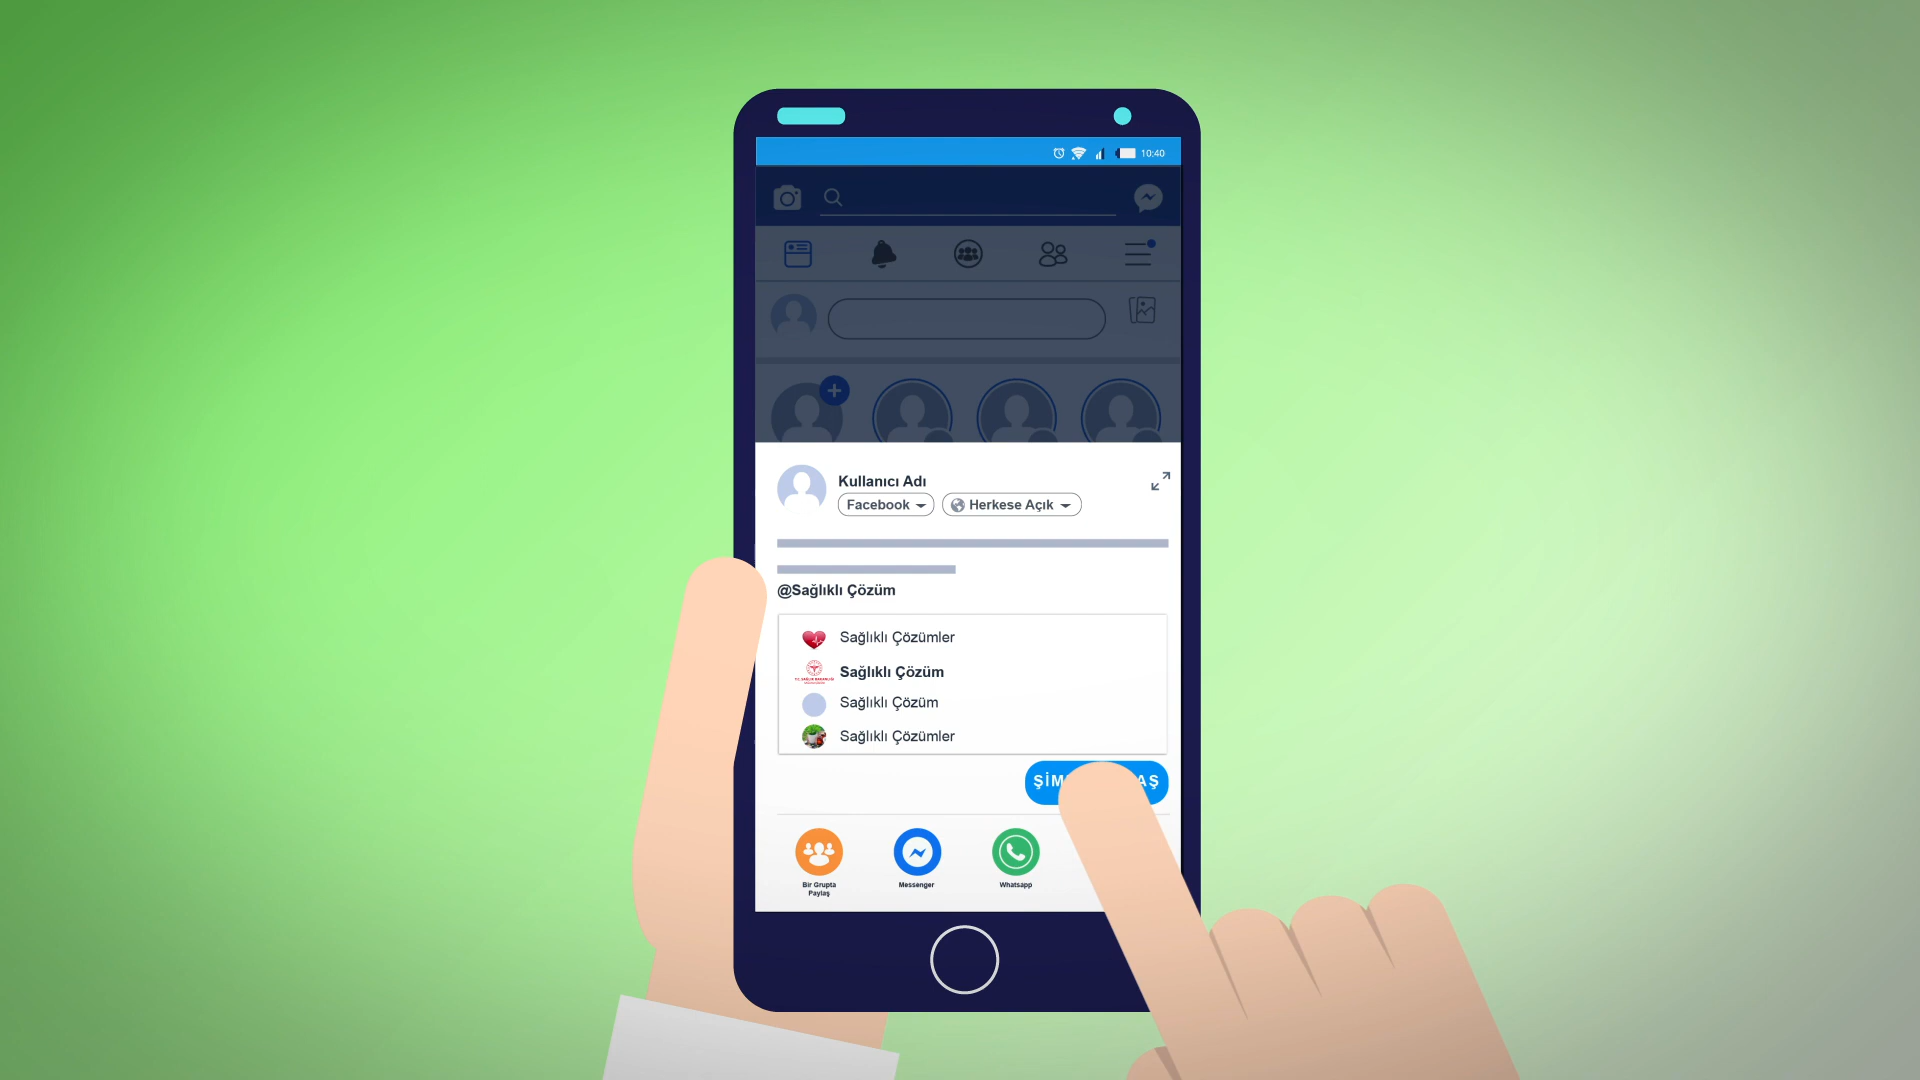 10:40
Kullanıcı Adı
Facebook
Herkese Açık
@Sağlıklı Çözüm
Sağlıklı Çözümler
Sağlıklı Çözüm
Sağlıklı Çözüm
Sağlıklı Çözümler
Bir Grupta
Paylaş
Messenger
Whatsapp